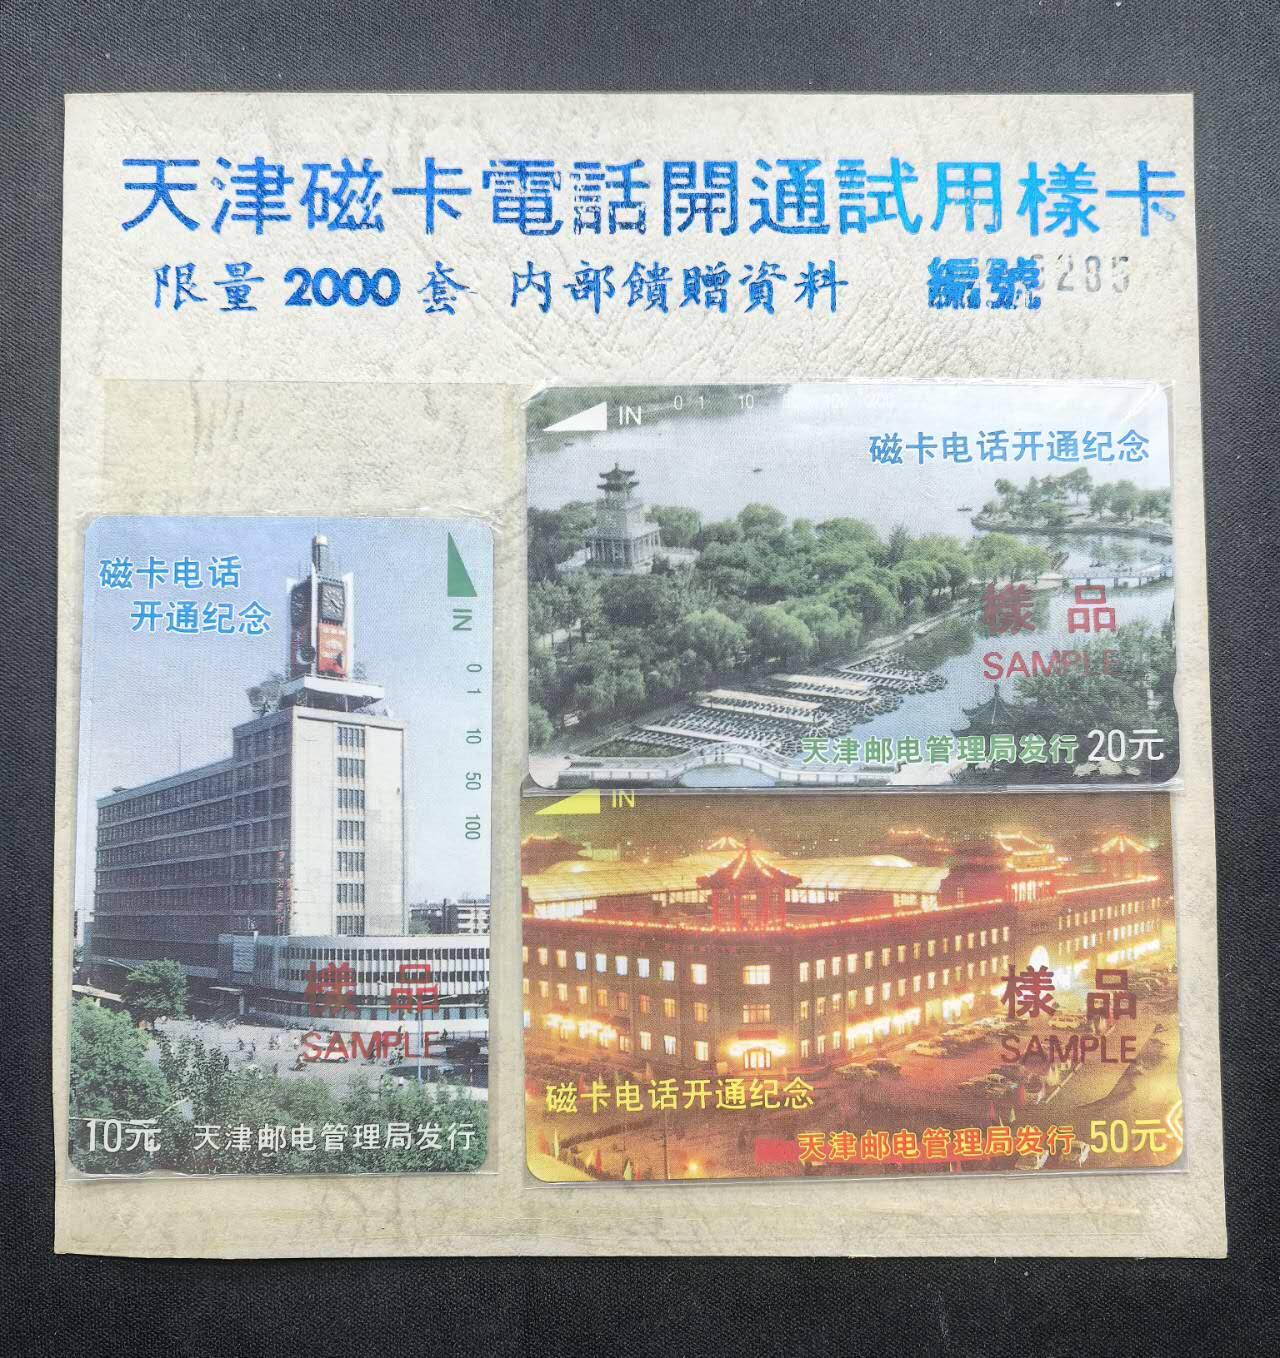 天津磁卡電話開通試用樣卡
限量 2000 套 内部饋贈資料 編號 285
磁卡电话
开通纪念
IN
0 1 10 50 100
樣 品
SAMPLE
10元 天津邮电管理局发行
IN 0 1 10
磁卡电话开通纪念
樣 品
SAMPLE
天津邮电管理局发行 20元
IN
樣 品
SAMPLE
磁卡电话开通纪念
天津邮电管理局发行 50元